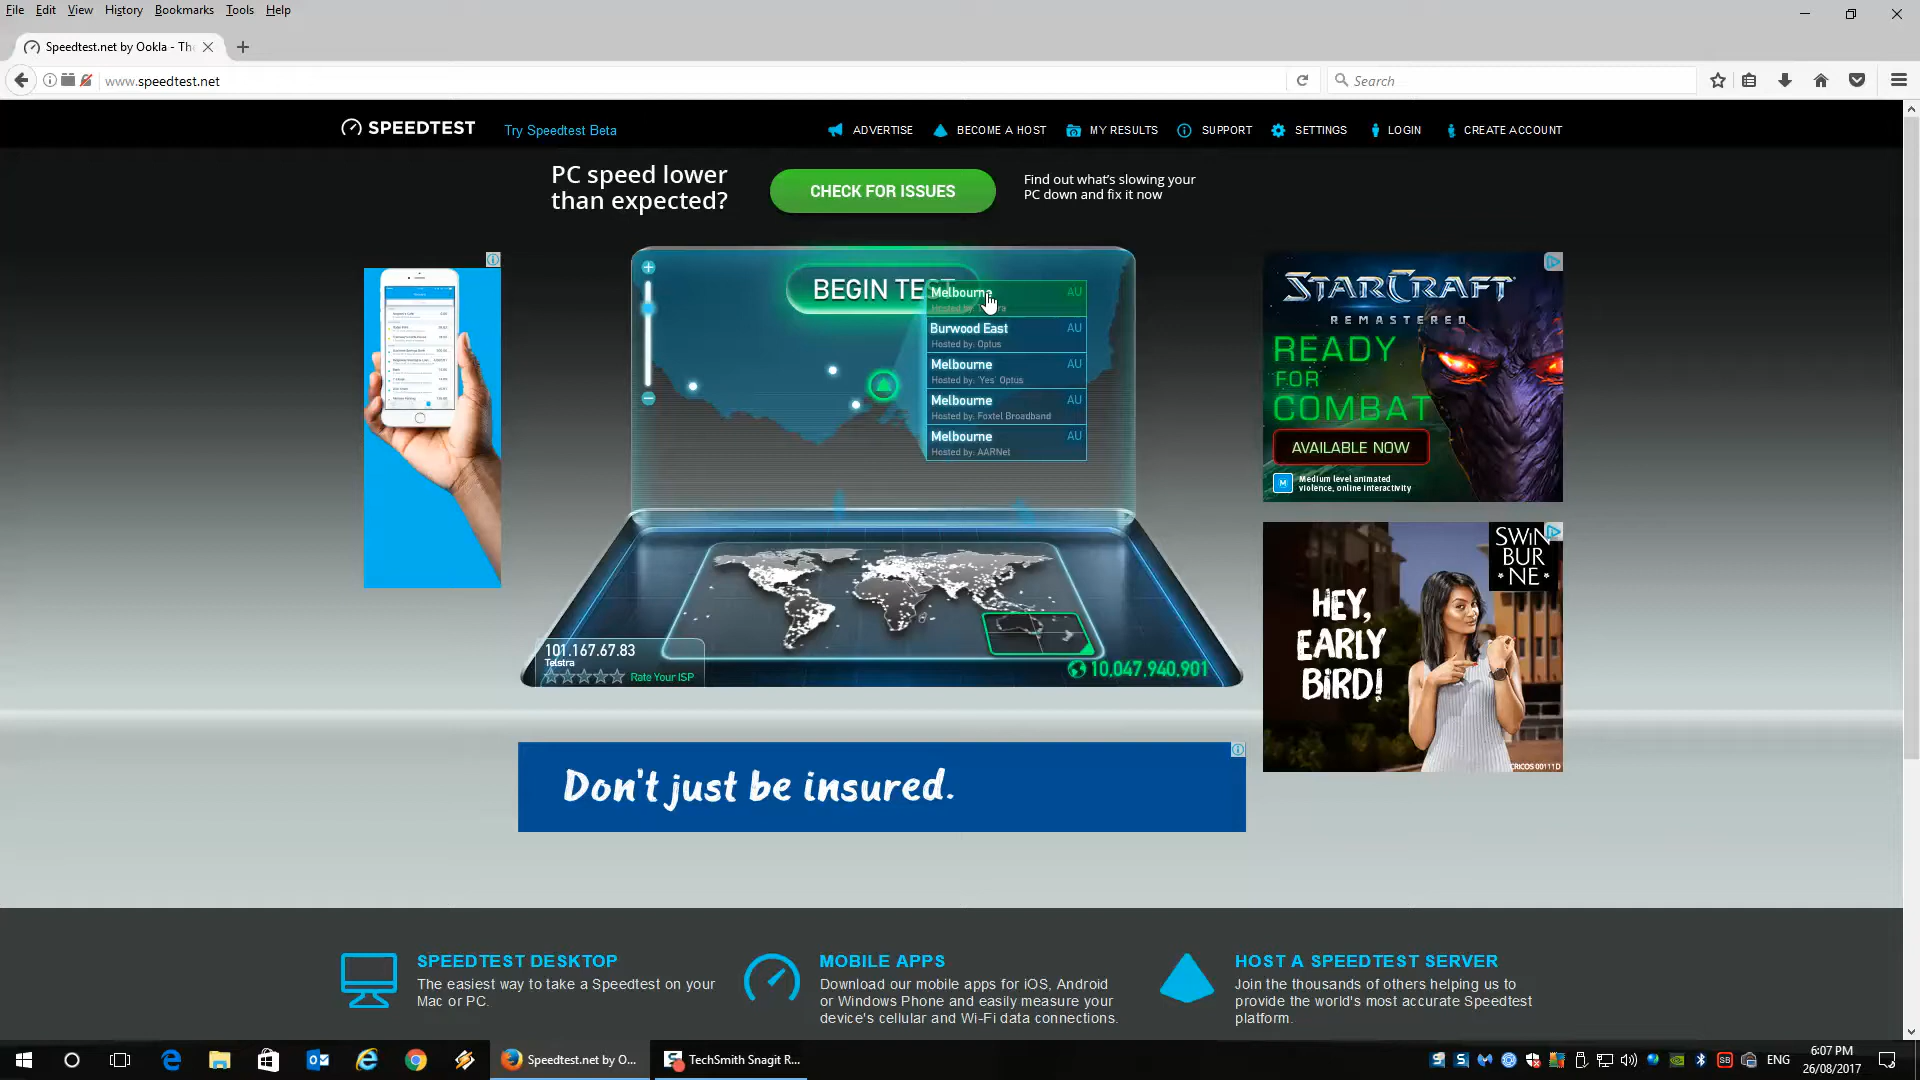 File Edit View History Bookmarks Tools Help
Speedtest.net by Ookla - Th
www.speedtest.net
Search
SPEEDTEST
Try Speedtest Beta
ADVERTISE
BECOME A HOST
MY RESULTS
SUPPORT
SETTINGS
LOGIN
CREATE ACCOUNT
PC speed lower
than expected?
CHECK FOR ISSUES
Find out what's slowing your
PC down and fix it now
BEGIN TEST
Melbourne AU
Hosted by:
Burwood East AU
Hosted by: Optus
Melbourne AU
Hosted by: 'Yes' Optus
Melbourne AU
Hosted by: Foxtel Broadband
Melbourne AU
Hosted by: AARNet
101.167.67.83
Telstra
Rate Your ISP
10,047,940,901
STARCRAFT
REMASTERED
READY
FOR
COMBAT
AVAILABLE NOW
M
Medium level animated
violence, online interactivity
SWiN
BUR
*NE*
HEY,
EARLY
BiRD!
CRICOS 00111D
Don't just be insured.
SPEEDTEST DESKTOP
The easiest way to take a Speedtest on your
Mac or PC.
MOBILE APPS
Download our mobile apps for iOS, Android
or Windows Phone and easily measure your
device's cellular and Wi-Fi data connections.
HOST A SPEEDTEST SERVER
Join the thousands of others helping us to
provide the world's most accurate Speedtest
platform.
Speedtest.net by O...
TechSmith Snagit R...
ENG
6:07 PM
26/08/2017